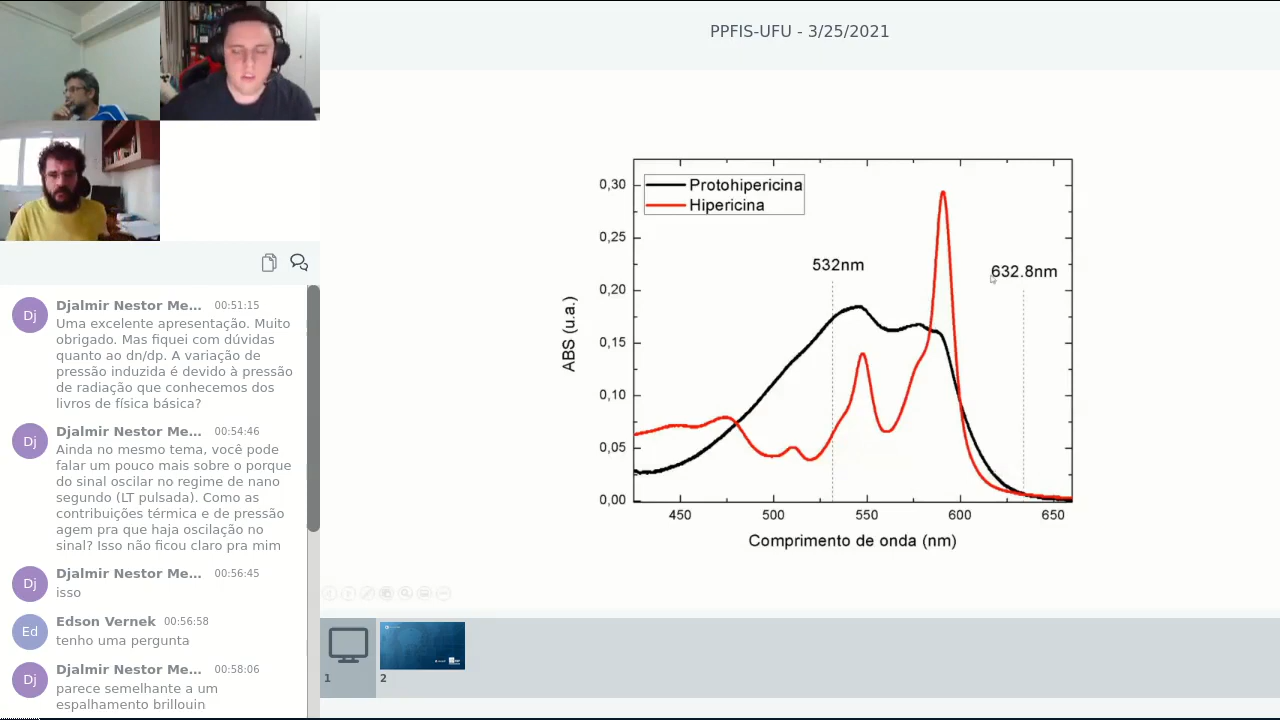 PPFIS-UFU - 3/25/2021
Dj
Djalmir Nestor Me... 00:51:15
Uma excelente apresentação. Muito
obrigado. Mas fiquei com dúvidas
quanto ao dn/dp. A variação de
pressão induzida é devido à pressão
de radiação que conhecemos dos
livros de física básica?
Dj
Djalmir Nestor Me... 00:54:46
Ainda no mesmo tema, você pode
falar um pouco mais sobre o porque
do sinal oscilar no regime de nano
segundo (LT pulsada). Como as
contribuições térmica e de pressão
agem pra que haja oscilação no
sinal? Isso não ficou claro pra mim
Dj
Djalmir Nestor Me... 00:56:45
isso
Ed
Edson Vernek 00:56:58
tenho uma pergunta
Dj
Djalmir Nestor Me... 00:58:06
parece semelhante a um
espalhamento brillouin
Protohipericina
Hipericina
532nm
632.8nm
ABS (u.a.)
0,30
0,25
0,20
0,15
0,10
0,05
0,00
450 500 550 600 650
Comprimento de onda (nm)
1
2